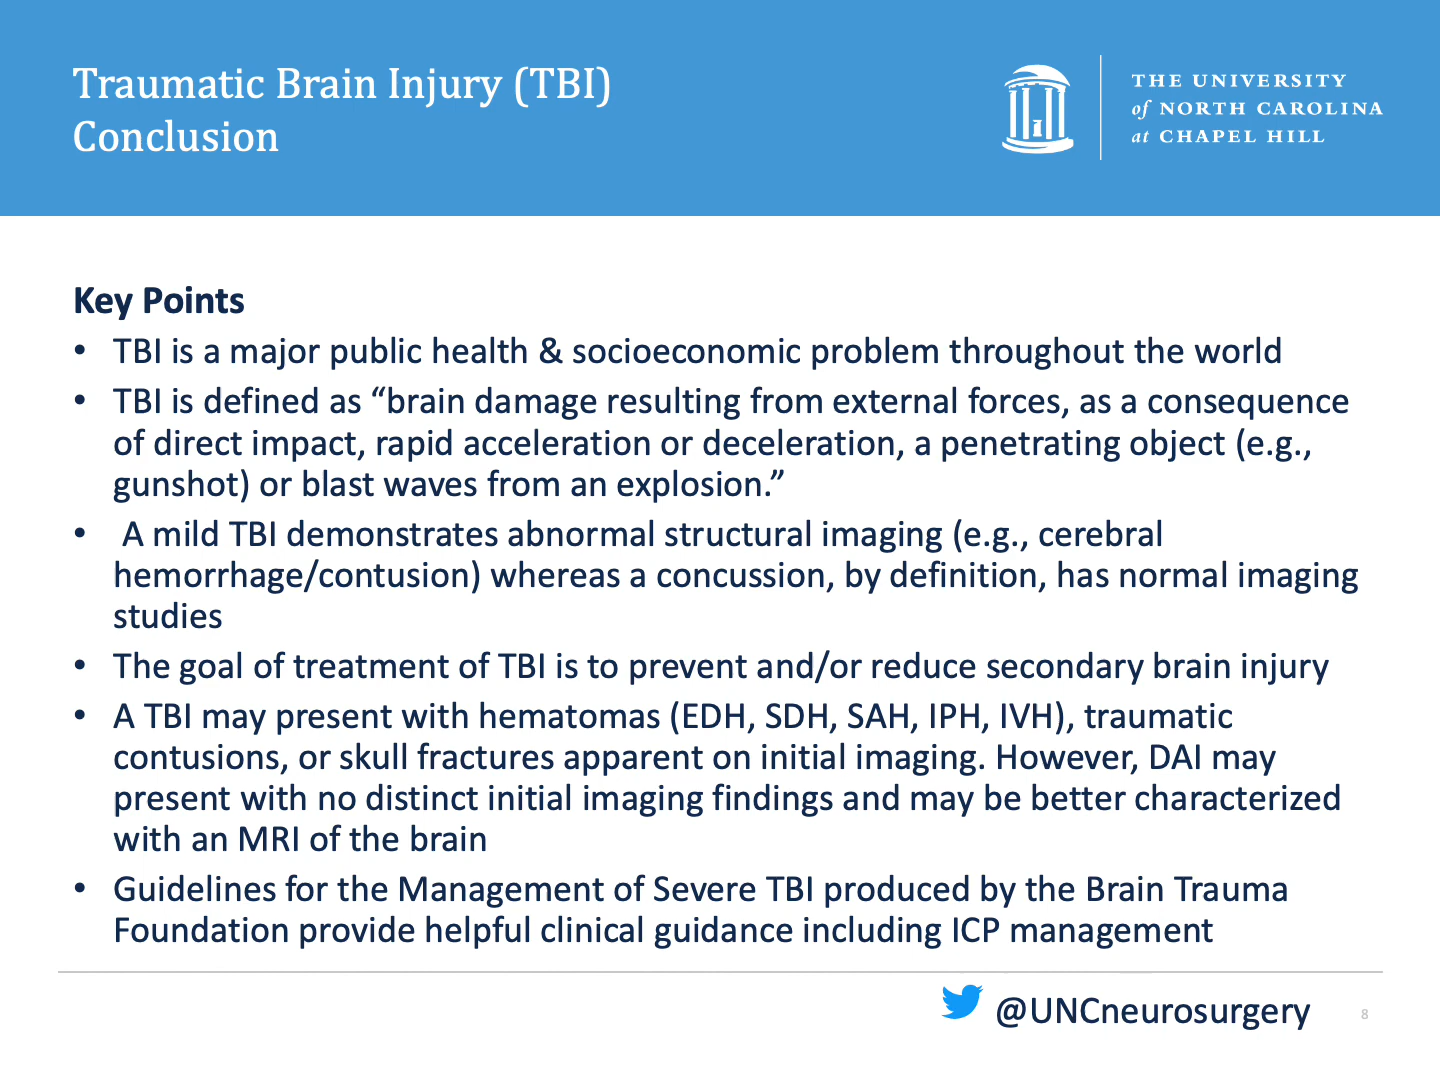 Traumatic Brain Injury (TBI)
Conclusion
THE UNIVERSITY
of NORTH CAROLINA
at CHAPEL HILL
Key Points
• TBI is a major public health & socioeconomic problem throughout the world
• TBI is defined as “brain damage resulting from external forces, as a consequence
of direct impact, rapid acceleration or deceleration, a penetrating object (e.g.,
gunshot) or blast waves from an explosion.”
• A mild TBI demonstrates abnormal structural imaging (e.g., cerebral
hemorrhage/contusion) whereas a concussion, by definition, has normal imaging
studies
• The goal of treatment of TBI is to prevent and/or reduce secondary brain injury
• A TBI may present with hematomas (EDH, SDH, SAH, IPH, IVH), traumatic
contusions, or skull fractures apparent on initial imaging. However, DAI may
present with no distinct initial imaging findings and may be better characterized
with an MRI of the brain
• Guidelines for the Management of Severe TBI produced by the Brain Trauma
Foundation provide helpful clinical guidance including ICP management
@UNCneurosurgery
8